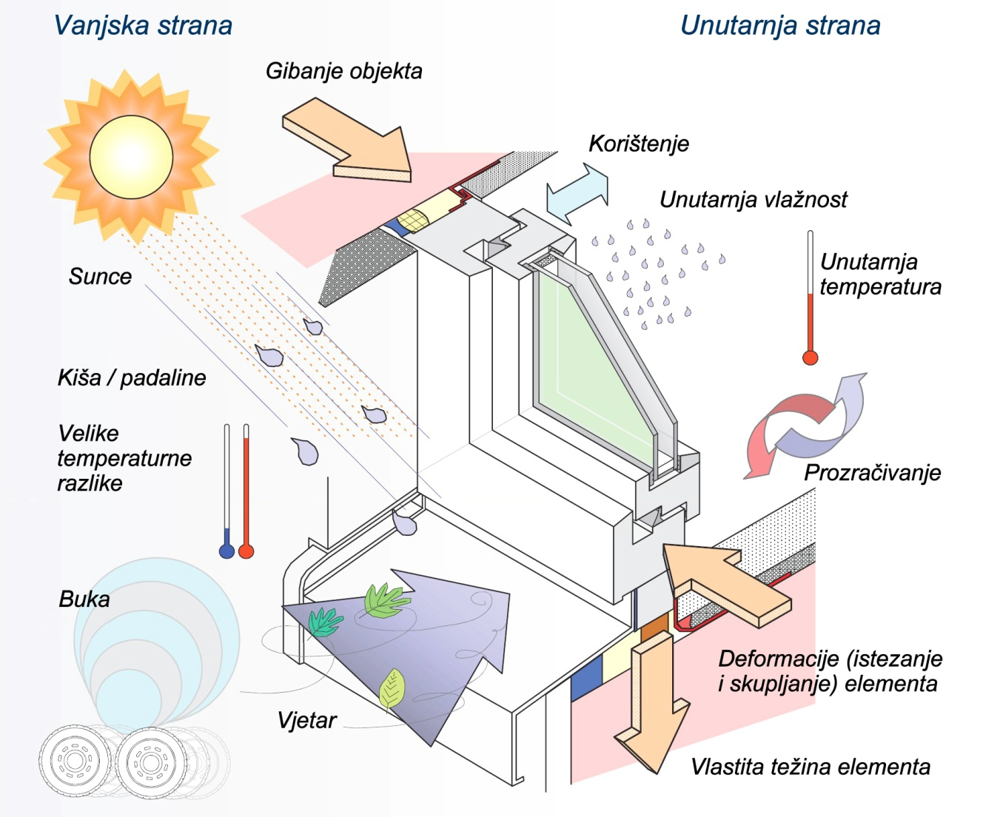 Vanjska strana
Unutarnja strana
Gibanje objekta
Korištenje
Unutarnja vlažnost
Unutarnja
temperatura
Sunce
Kiša / padaline
Velike
temperaturne
razlike
Prozračivanje
Buka
Deformacije (istezanje
i skupljanje) elementa
Vjetar
Vlastita težina elementa